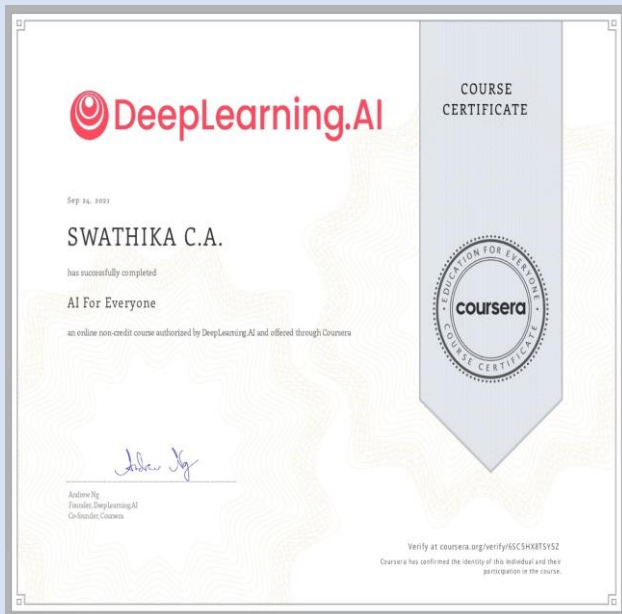 DeepLearning.AI
COURSE
CERTIFICATE
Sep 24, 2021
SWATHIKA C.A.
has successfully completed
AI For Everyone
an online non-credit course authorized by DeepLearning.AI and offered through Coursera
EDUCATION FOR EVERYONE
coursera
COURSE CERTIFICATE
Andrew Ng
Andrew Ng
Founder, DeepLearning.AI
Co-founder, Coursera
Verify at coursera.org/verify/6SC5HX8TSY5Z
Coursera has confirmed the identity of this individual and their
participation in the course.